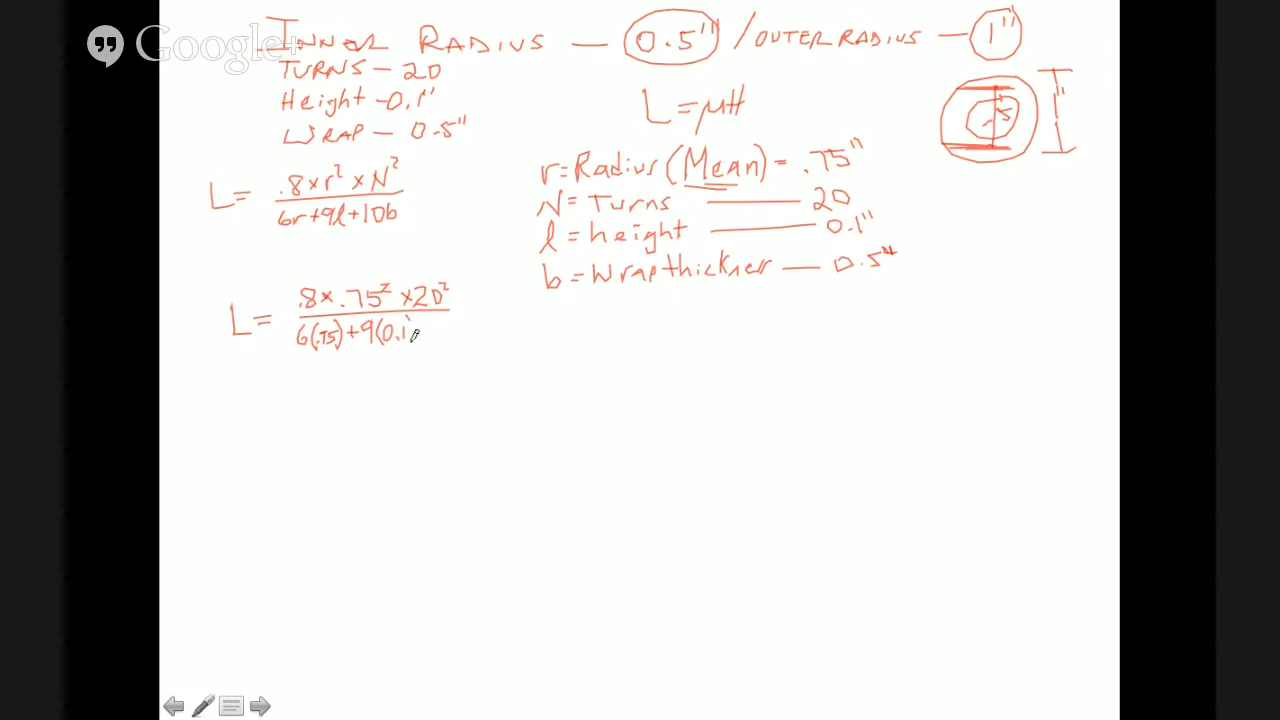 Google+
INNER RADIUS — 0.5" / OUTER RADIUS — 1"
TURNS — 20
Height — 0.1"
WRAP — 0.5"
L = μH
.5"
1"
r = Radius (Mean) = .75"
N = Turns — 20
l = height — 0.1"
b = Wrap thickness — 0.5"
L = .8 × r² × N²
6r + 9l + 10b
L = .8 × .75² × 20²
6(.75) + 9(0.1